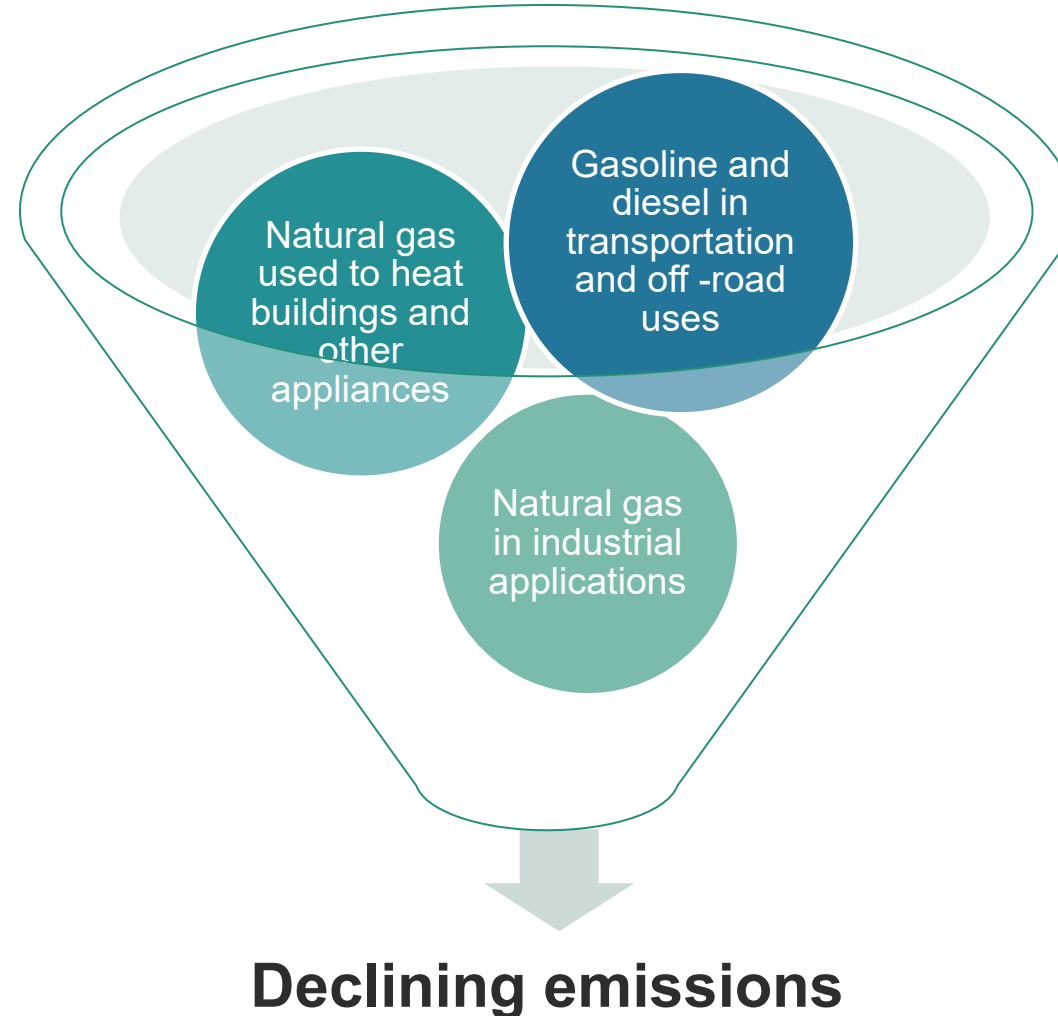 Natural gas
used to heat
buildings and
other
appliances
Gasoline and
diesel in
transportation
and off -road
uses
Natural gas
in industrial
applications
Declining emissions